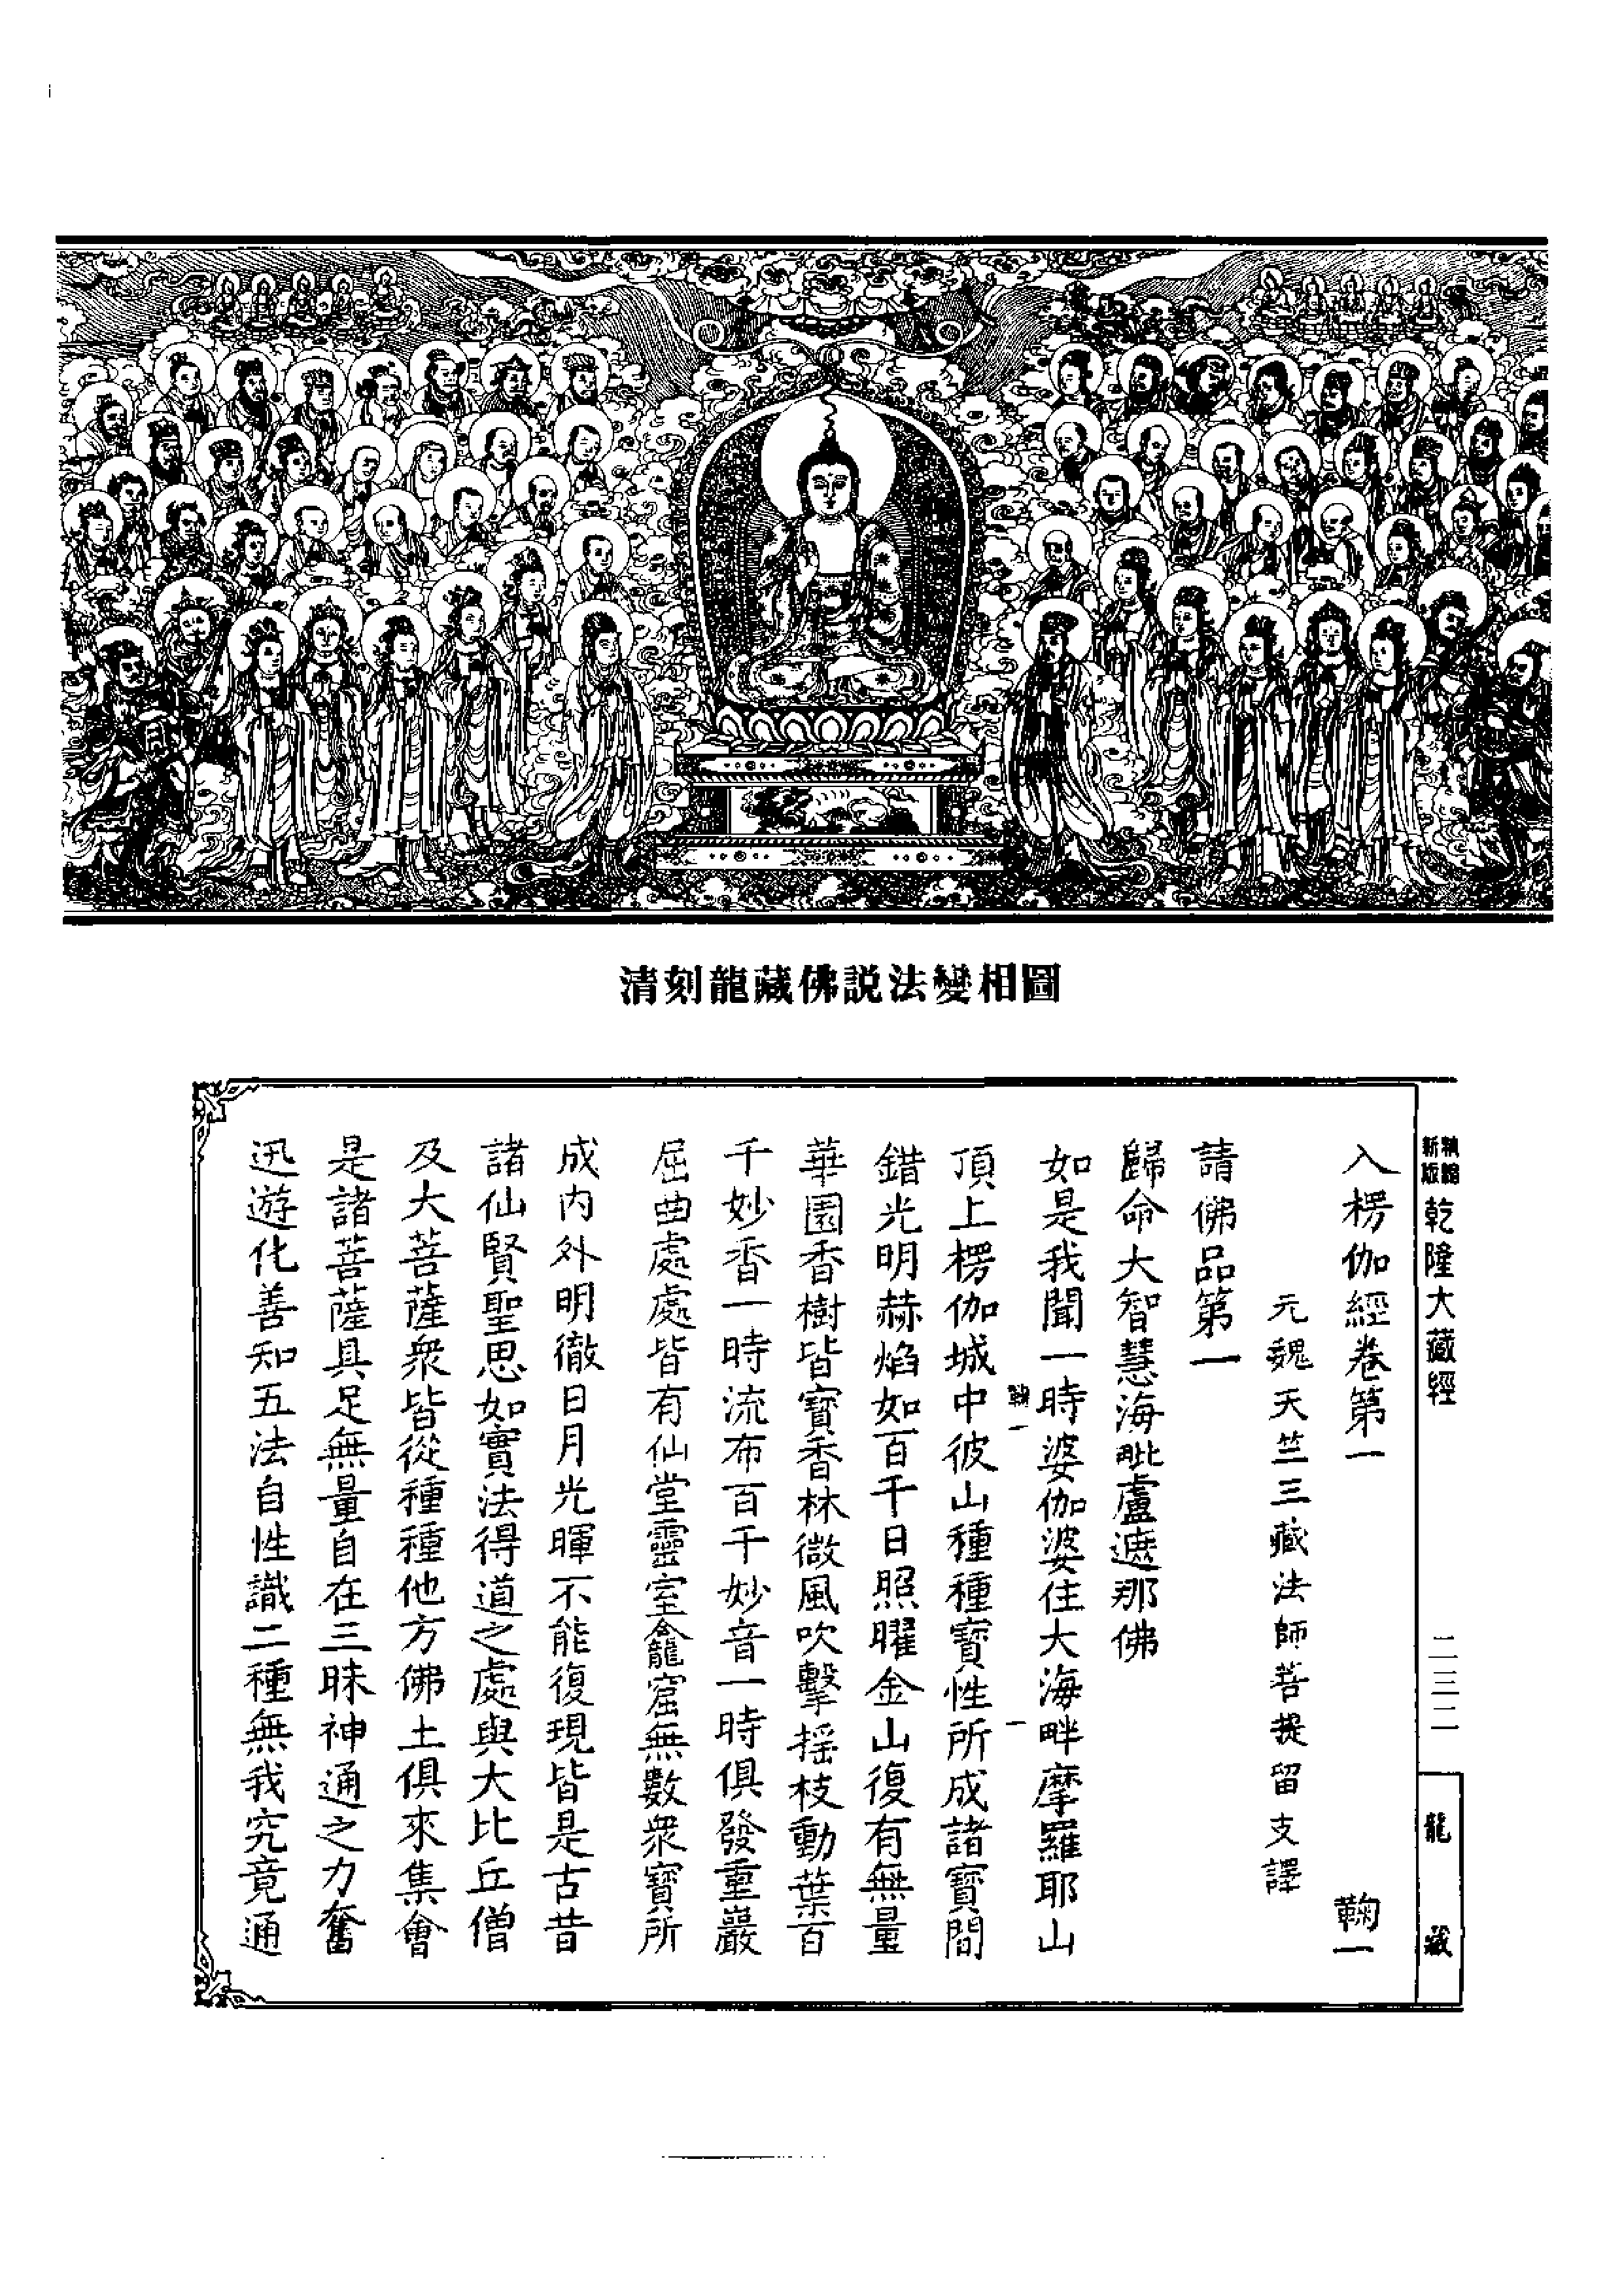 清刻龍藏佛説法變相圖
新版
精縮
乾隆大藏經
二三二
龍藏
入楞伽經卷第一
鞠一
元魏天竺三藏法師菩提留支譯
請佛品第一
歸命大智慧海毗盧遮那佛
如是我聞一時婆伽婆住大海畔摩羅耶山
鞠一
一
頂上楞伽城中彼山種種寶性所成諸寶間
錯光明赫焰如百千日照曜金山復有無量
華園香樹皆寶香林微風吹擊搖枝動葉百
千妙香一時流布百千妙音一時俱發重巖
屈曲處處皆有仙堂靈室龕窟無數衆寶所
成内外明徹日月光暉不能復現皆是古昔
諸仙賢聖思如實法得道之處與大比丘僧
及大菩薩衆皆從種種他方佛土俱來集會
是諸菩薩具足無量自在三昧神通之力奮
迅遊化善知五法自性識二種無我究竟通